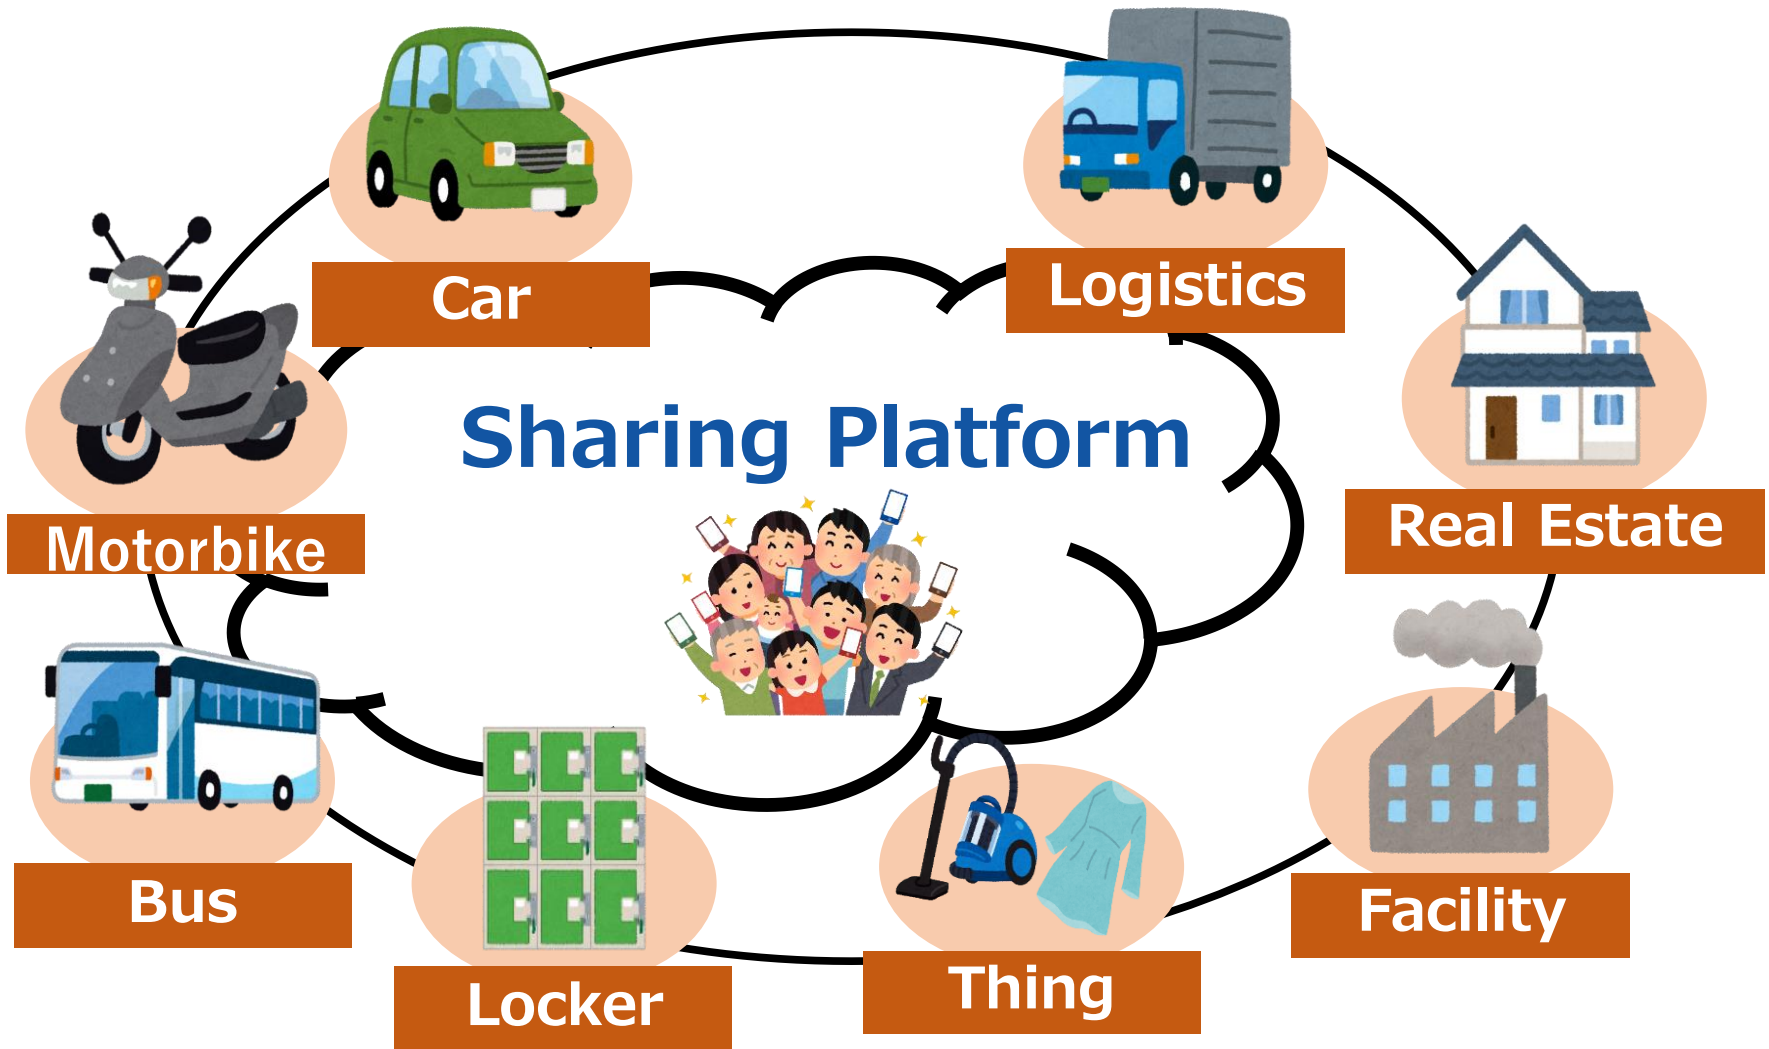 Car
Logistics
Sharing Platform
Motorbike
Real Estate
Bus
Facility
Locker
Thing